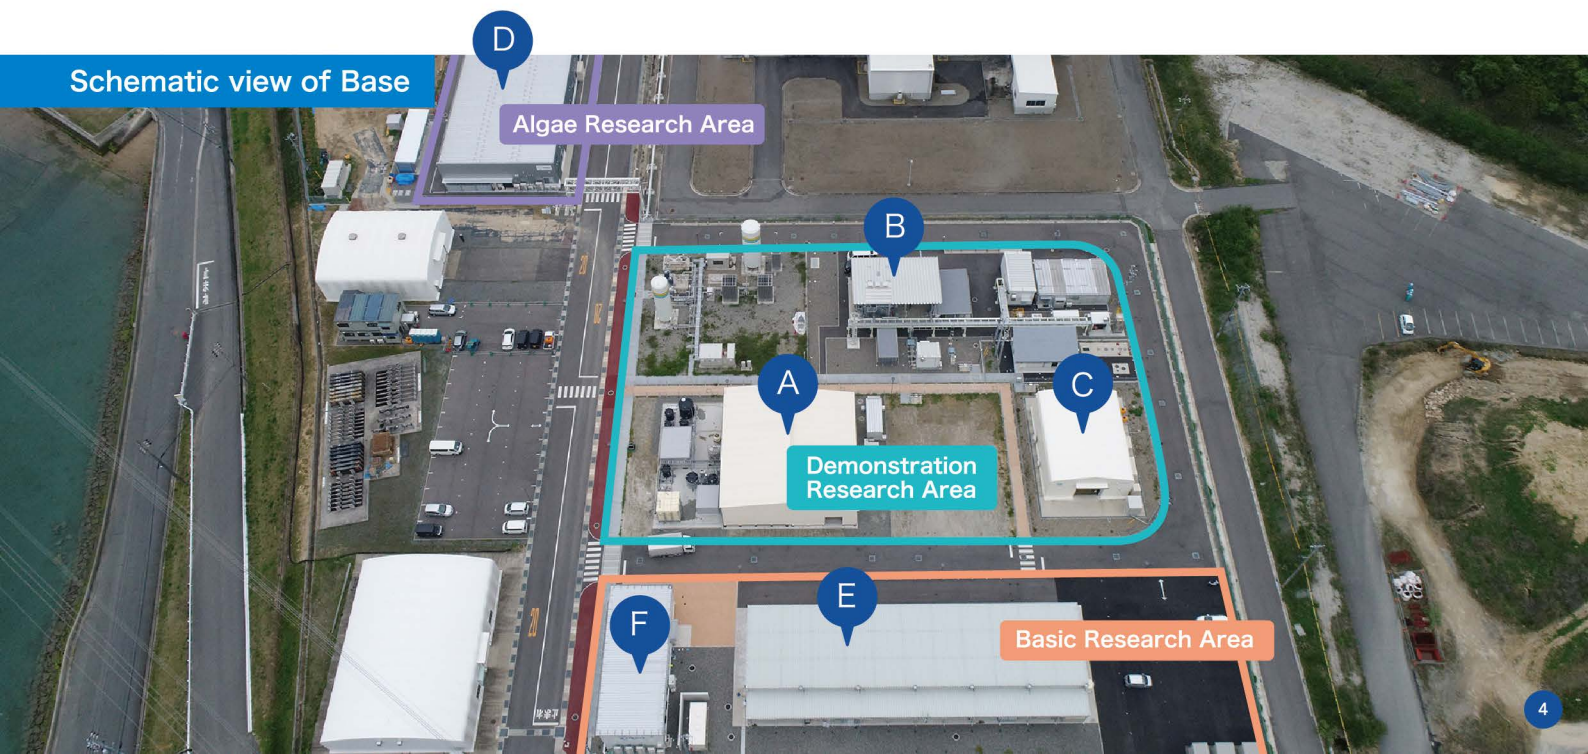 D
Schematic view of Base
Algae Research Area
B
A
C
Demonstration
Research Area
E
F
Basic Research Area
4